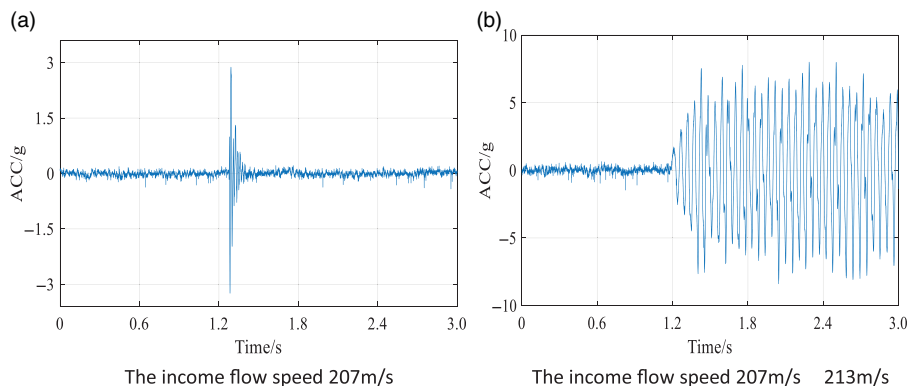 (a)
3
1.5
0
−1.5
−3
ACC/g
0 0.6 1.2 1.8 2.4 3.0
Time/s
The income flow speed 207m/s
(b)
10
5
0
−5
−10
ACC/g
0 0.6 1.2 1.8 2.4 3.0
Time/s
The income flow speed 207m/s 213m/s